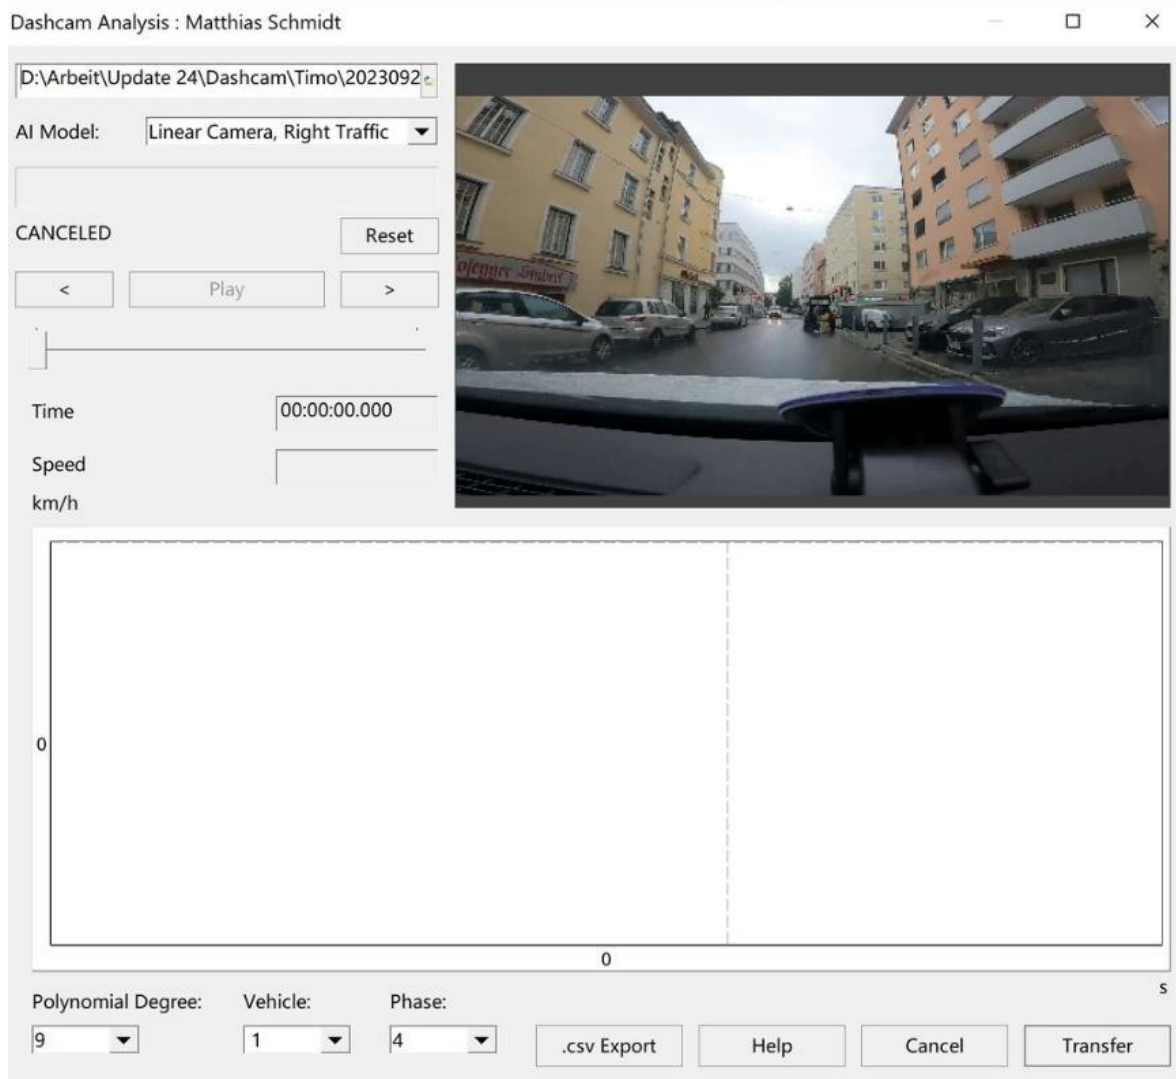 Dashcam Analysis : Matthias Schmidt
D:\Arbeit\Update 24\Dashcam\Timo\2023092
AI Model:
Linear Camera, Right Traffic
CANCELED
Reset
<
Play
>
Time
00:00:00.000
Speed
km/h
0
0
s
Polynomial Degree:
Vehicle:
Phase:
9
1
4
.csv Export
Help
Cancel
Transfer